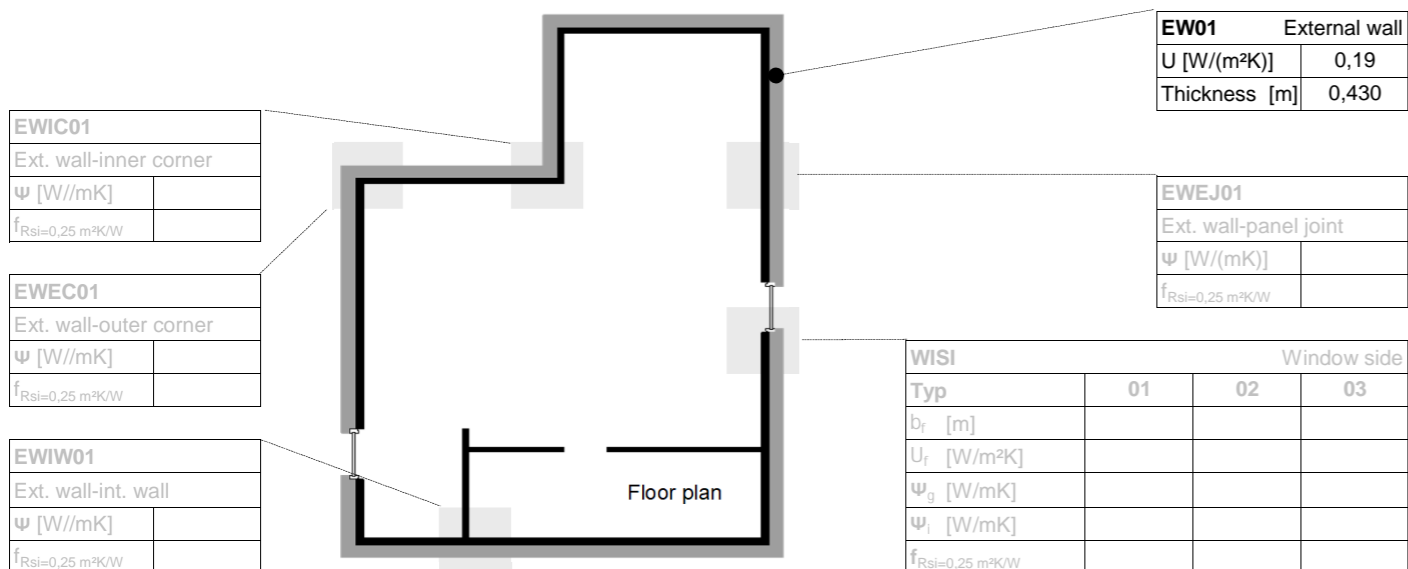 EW01 External wall
U [W/(m²K)] 0,19
Thickness [m] 0,430
EWIC01
Ext. wall-inner corner
Ψ [W//mK]
fRsi=0,25 m²K/W
EWEC01
Ext. wall-outer corner
Ψ [W//mK]
fRsi=0,25 m²K/W
EWIW01
Ext. wall-int. wall
Ψ [W//mK]
fRsi=0,25 m²K/W
Floor plan
EWEJ01
Ext. wall-panel joint
Ψ [W/(mK)]
fRsi=0,25 m²K/W
WISI Window side
Typ 01 02 03
bf [m]
Uf [W/m²K]
Ψg [W/mK]
Ψi [W/mK]
fRsi=0,25 m²K/W